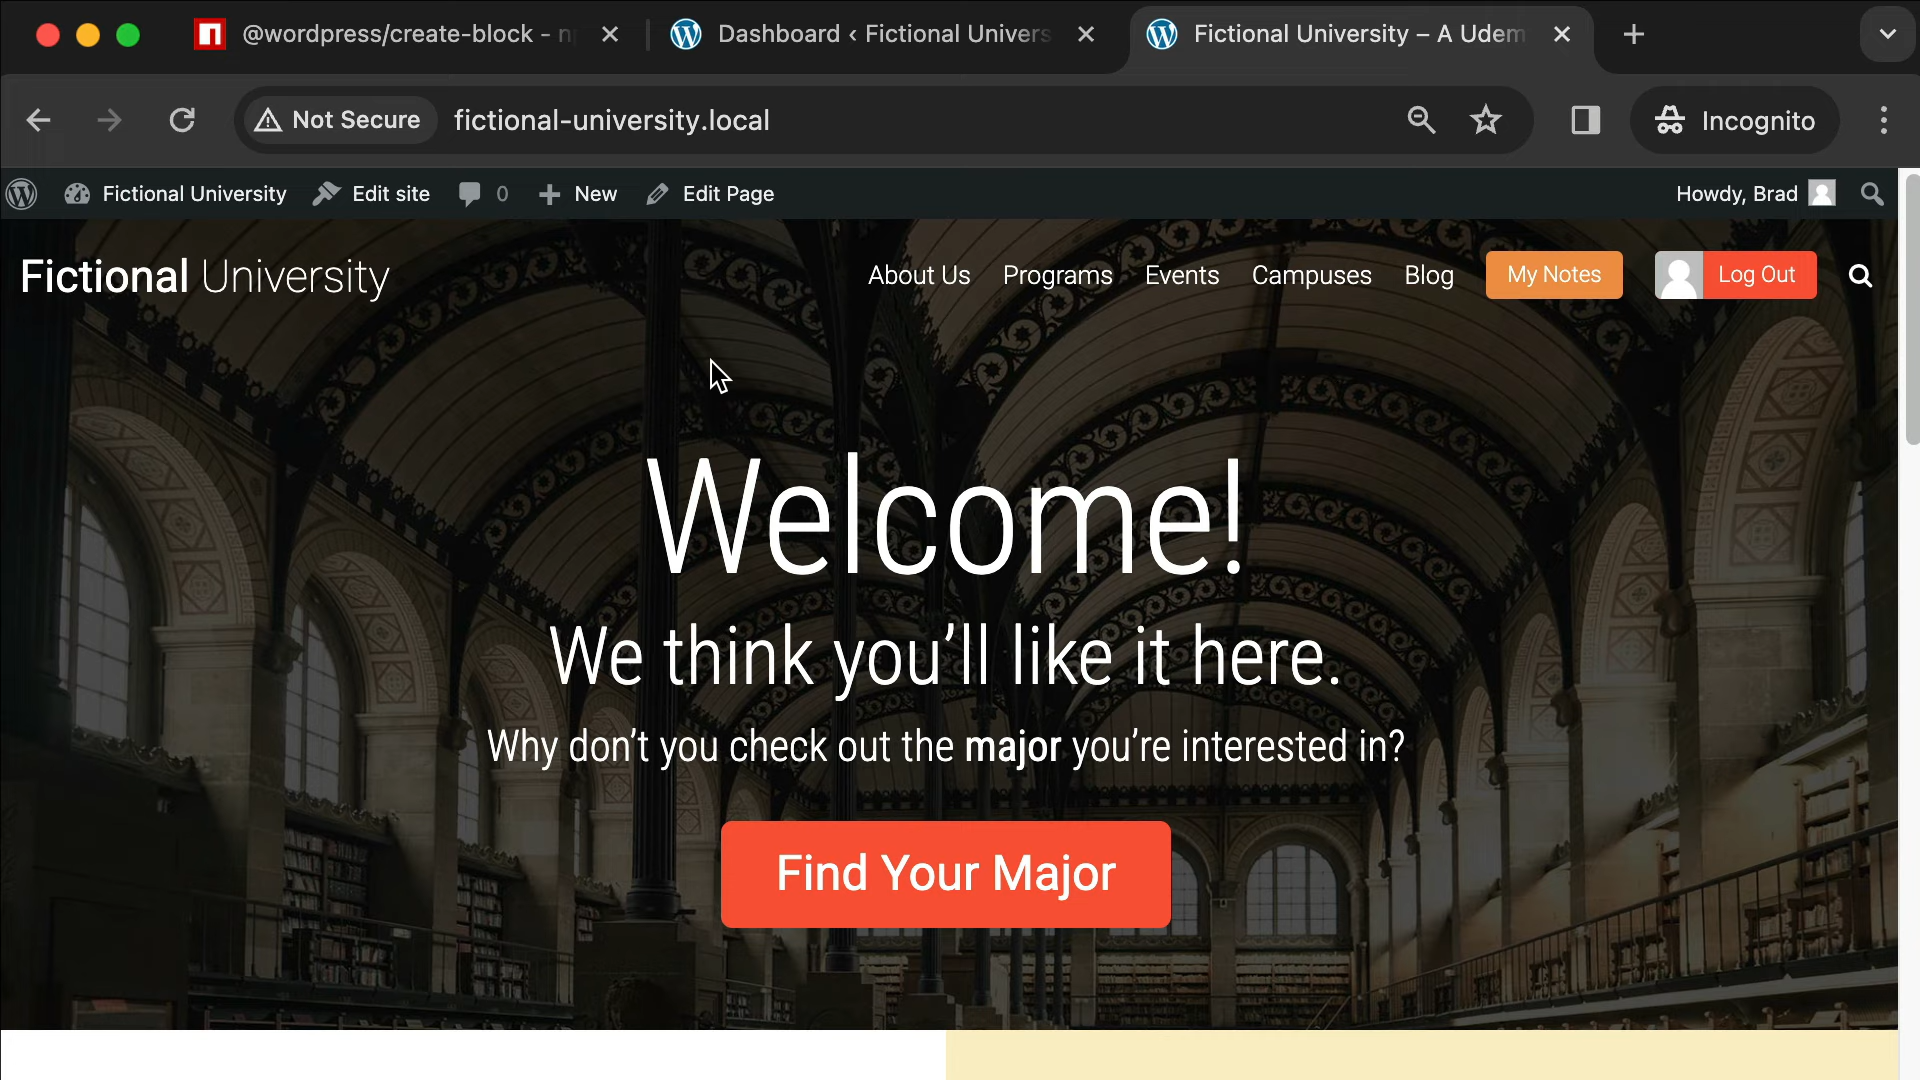 @wordpress/create-block - n
Dashboard ‹ Fictional Univers
Fictional University – A Udem
Not Secure
fictional-university.local
Incognito
Fictional University
Edit site
0
New
Edit Page
Howdy, Brad
Fictional University
About Us
Programs
Events
Campuses
Blog
My Notes
Log Out
Welcome!
We think you’ll like it here.
Why don’t you check out the major you’re interested in?
Find Your Major